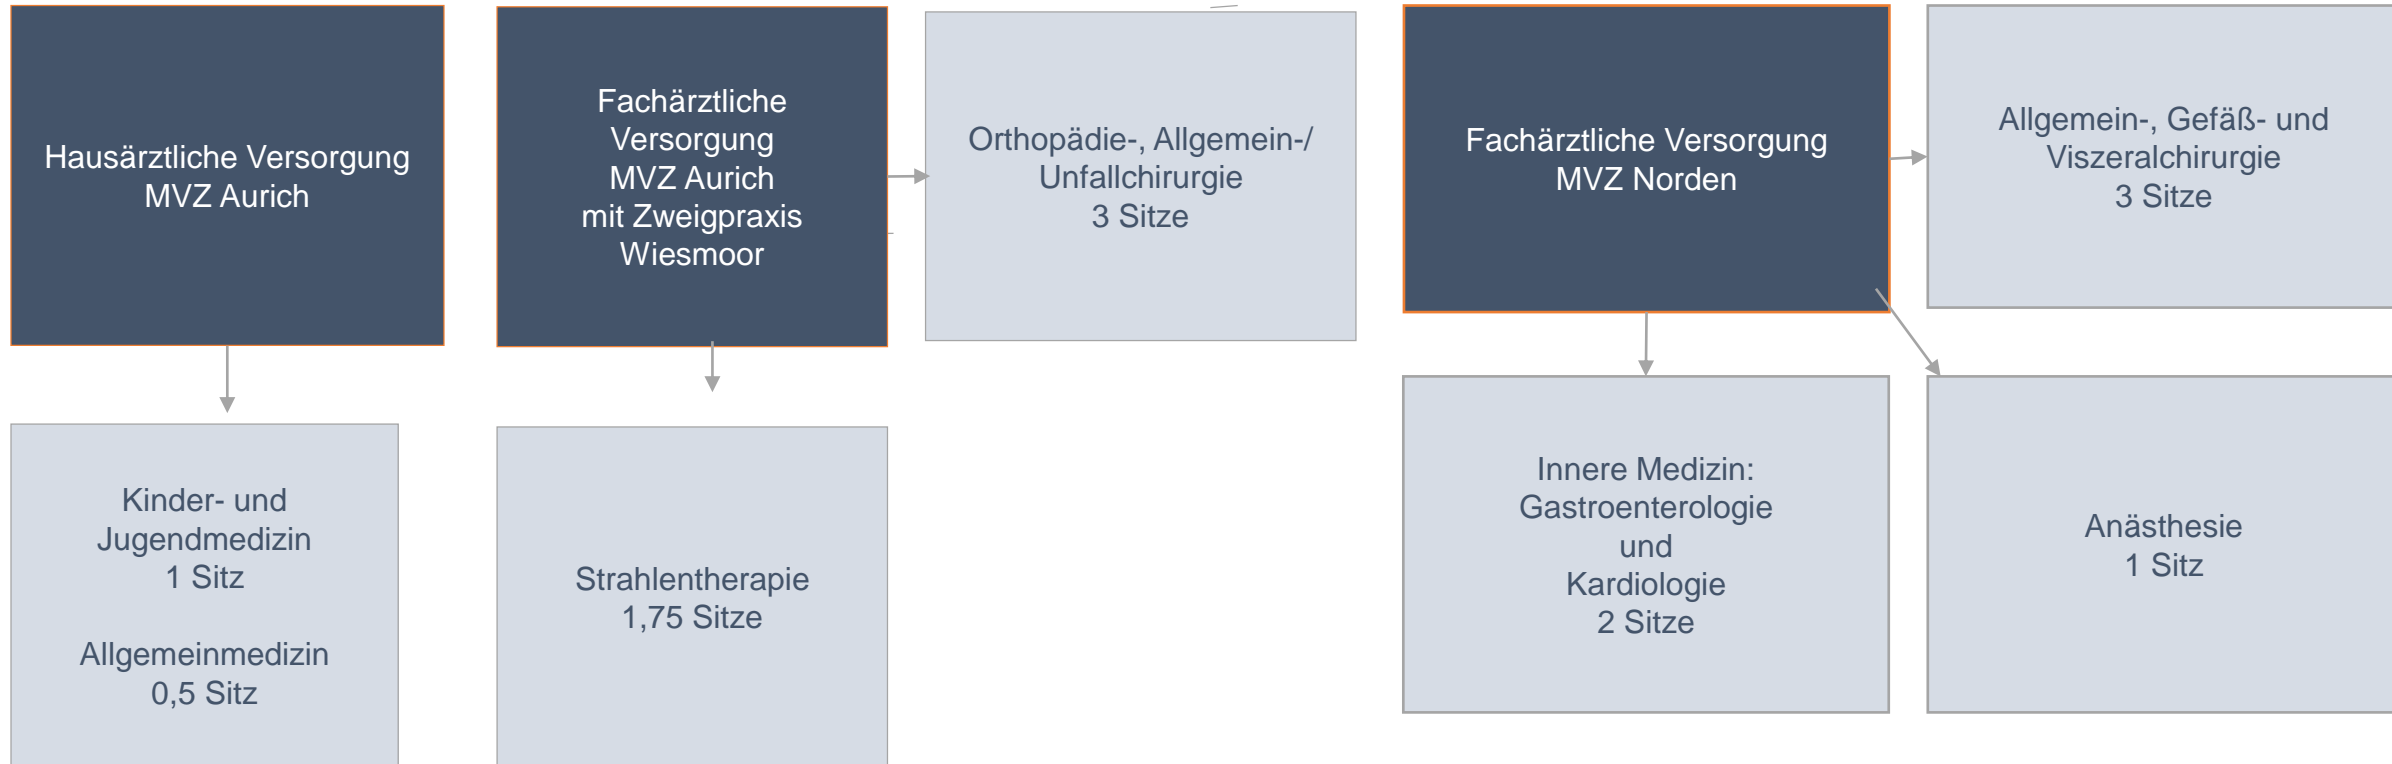 Hausärztliche Versorgung
MVZ Aurich
Fachärztliche
Versorgung
MVZ Aurich
mit Zweigpraxis
Wiesmoor
Orthopädie-, Allgemein-/
Unfallchirurgie
3 Sitze
Fachärztliche Versorgung
MVZ Norden
Allgemein-, Gefäß- und
Viszeralchirurgie
3 Sitze
Kinder- und
Jugendmedizin
1 Sitz
Allgemeinmedizin
0,5 Sitz
Strahlentherapie
1,75 Sitze
Innere Medizin:
Gastroenterologie
und
Kardiologie
2 Sitze
Anästhesie
1 Sitz